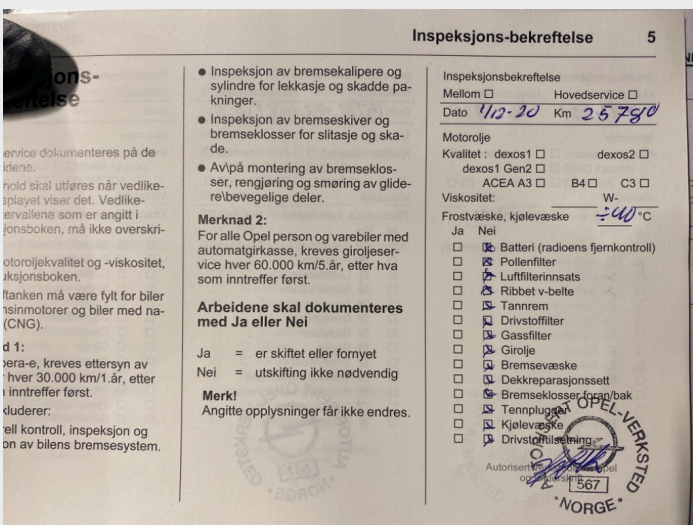 Inspeksjons-bekreftelse 5
ons-
ervice dokumenteres på de
idene.
hold skal utføres når vedlike-
splayet viser det. Vedlike-
ervallene som er angitt i
jonsboken, må ikke overskri-
otoroljekvalitet og -viskositet,
uksjonsboken.
ftanken må være fylt for biler
nsinmotorer og biler med na-
(CNG).
d 1:
pera-e, kreves ettersyn av
hver 30.000 km/1.år, etter
inntreffer først.
kluderer:
ell kontroll, inspeksjon og
on av bilens bremsesystem.
● Inspeksjon av bremsekalipere og
sylindre for lekkasje og skadde pa-
kninger.
● Inspeksjon av bremseskiver og
bremseklosser for slitasje og ska-
de.
● Av\på montering av bremseklos-
ser, rengjøring og smøring av glide-
re\bevegelige deler.
Merknad 2:
For alle Opel person og varebiler med
automatgirkasse, kreves giroljeser-
vice hver 60.000 km/5.år, etter hva
som inntreffer først.
Arbeidene skal dokumenteres
med Ja eller Nei
Ja = er skiftet eller fornyet
Nei = utskifting ikke nødvendig
Merk!
Angitte opplysninger får ikke endres.
Inspeksjonsbekreftelse
Mellom ☐ Hovedservice ☐
Dato 1/12-20 Km 25780
Motorolje
Kvalitet : dexos1 ☐ dexos2 ☐
dexos1 Gen2 ☐
ACEA A3 ☐ B4 ☐ C3 ☐
Viskositet: W-
Frostvæske, kjølevæske ÷40 °C
Ja Nei
Batteri (radioens fjernkontroll)
Pollenfilter
Luftfilterinnsats
Ribbet v-belte
Tannrem
Drivstoffilter
Gassfilter
Girolje
Bremsevæske
Dekkreparasjonssett
Bremseklosser foran/bak
Tennplugger
Kjølevæske
Drivstofftilsetning
AUTORISERT OPEL-VERKSTED
567
· NORGE ·